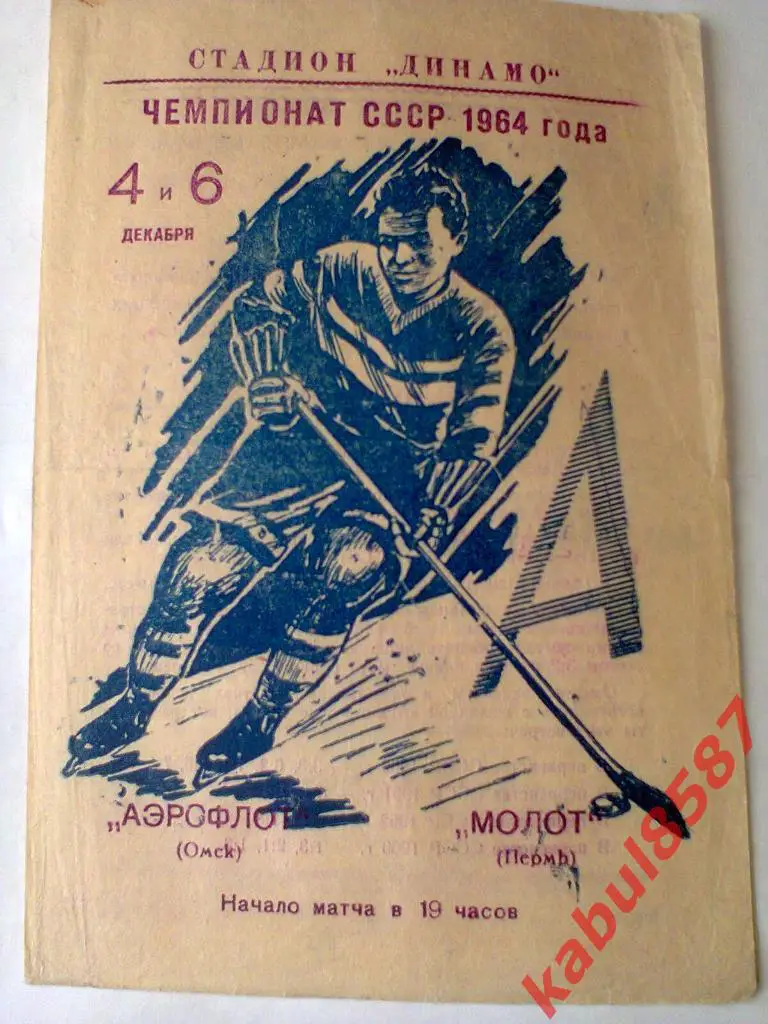 СТАДИОН „ДИНАМО“
ЧЕМПИОНАТ СССР 1964 года
4 и 6
ДЕКАБРЯ
А
„АЭРОФЛОТ“
(Омск)
„МОЛОТ“
(Пермь)
Начало матча в 19 часов
kabul8587